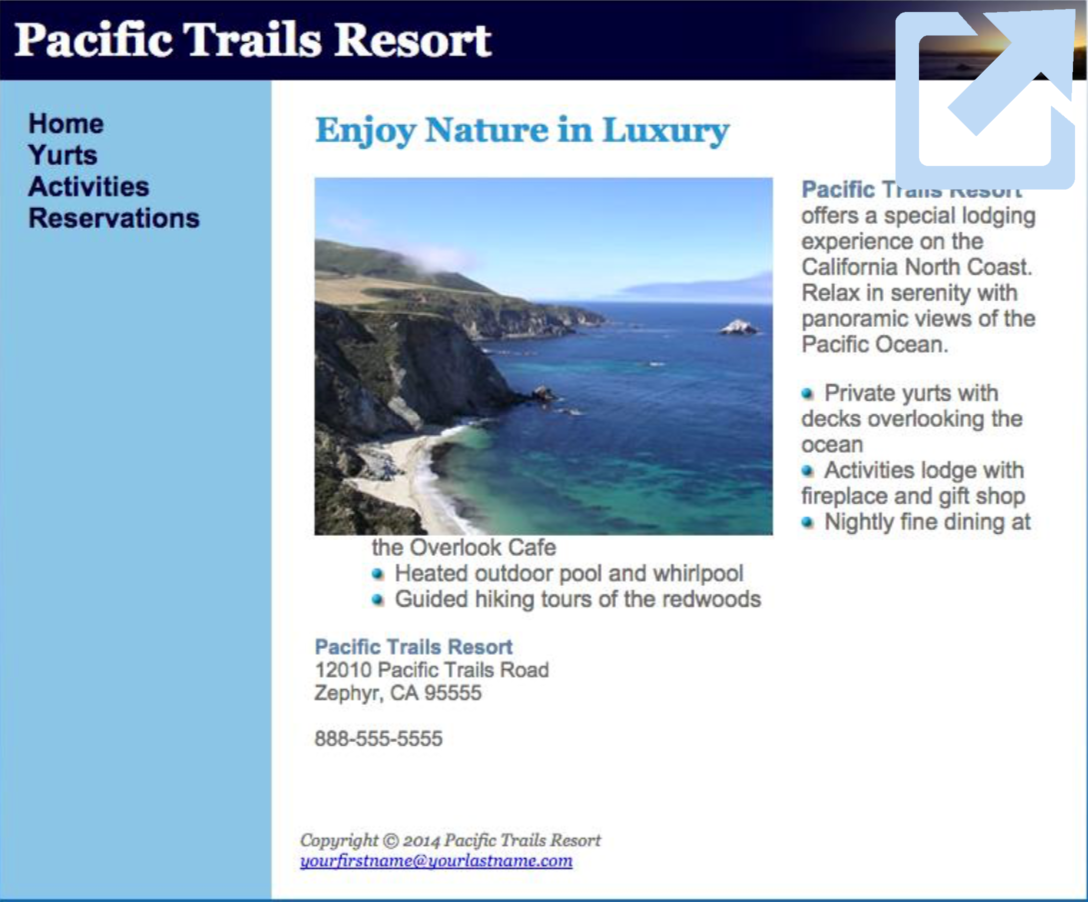 Pacific Trails Resort
Home
Yurts
Activities
Reservations
Enjoy Nature in Luxury
Pacific Trails Resort
offers a special lodging
experience on the
California North Coast.
Relax in serenity with
panoramic views of the
Pacific Ocean.
Private yurts with
decks overlooking the
ocean
Activities lodge with
fireplace and gift shop
Nightly fine dining at
the Overlook Cafe
Heated outdoor pool and whirlpool
Guided hiking tours of the redwoods
Pacific Trails Resort
12010 Pacific Trails Road
Zephyr, CA 95555
888-555-5555
Copyright © 2014 Pacific Trails Resort
yourfirstname@yourlastname.com